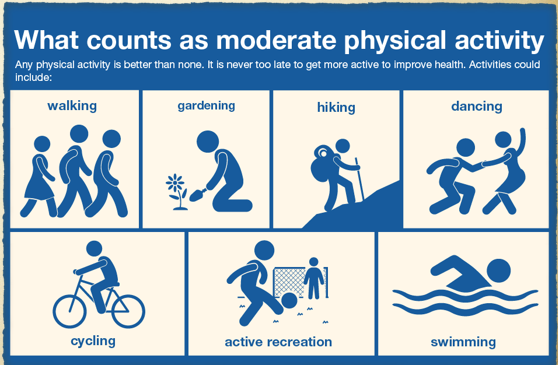 What counts as moderate physical activity
Any physical activity is better than none. It is never too late to get more active to improve health. Activities could
include:
walking
gardening
hiking
dancing
cycling
active recreation
swimming